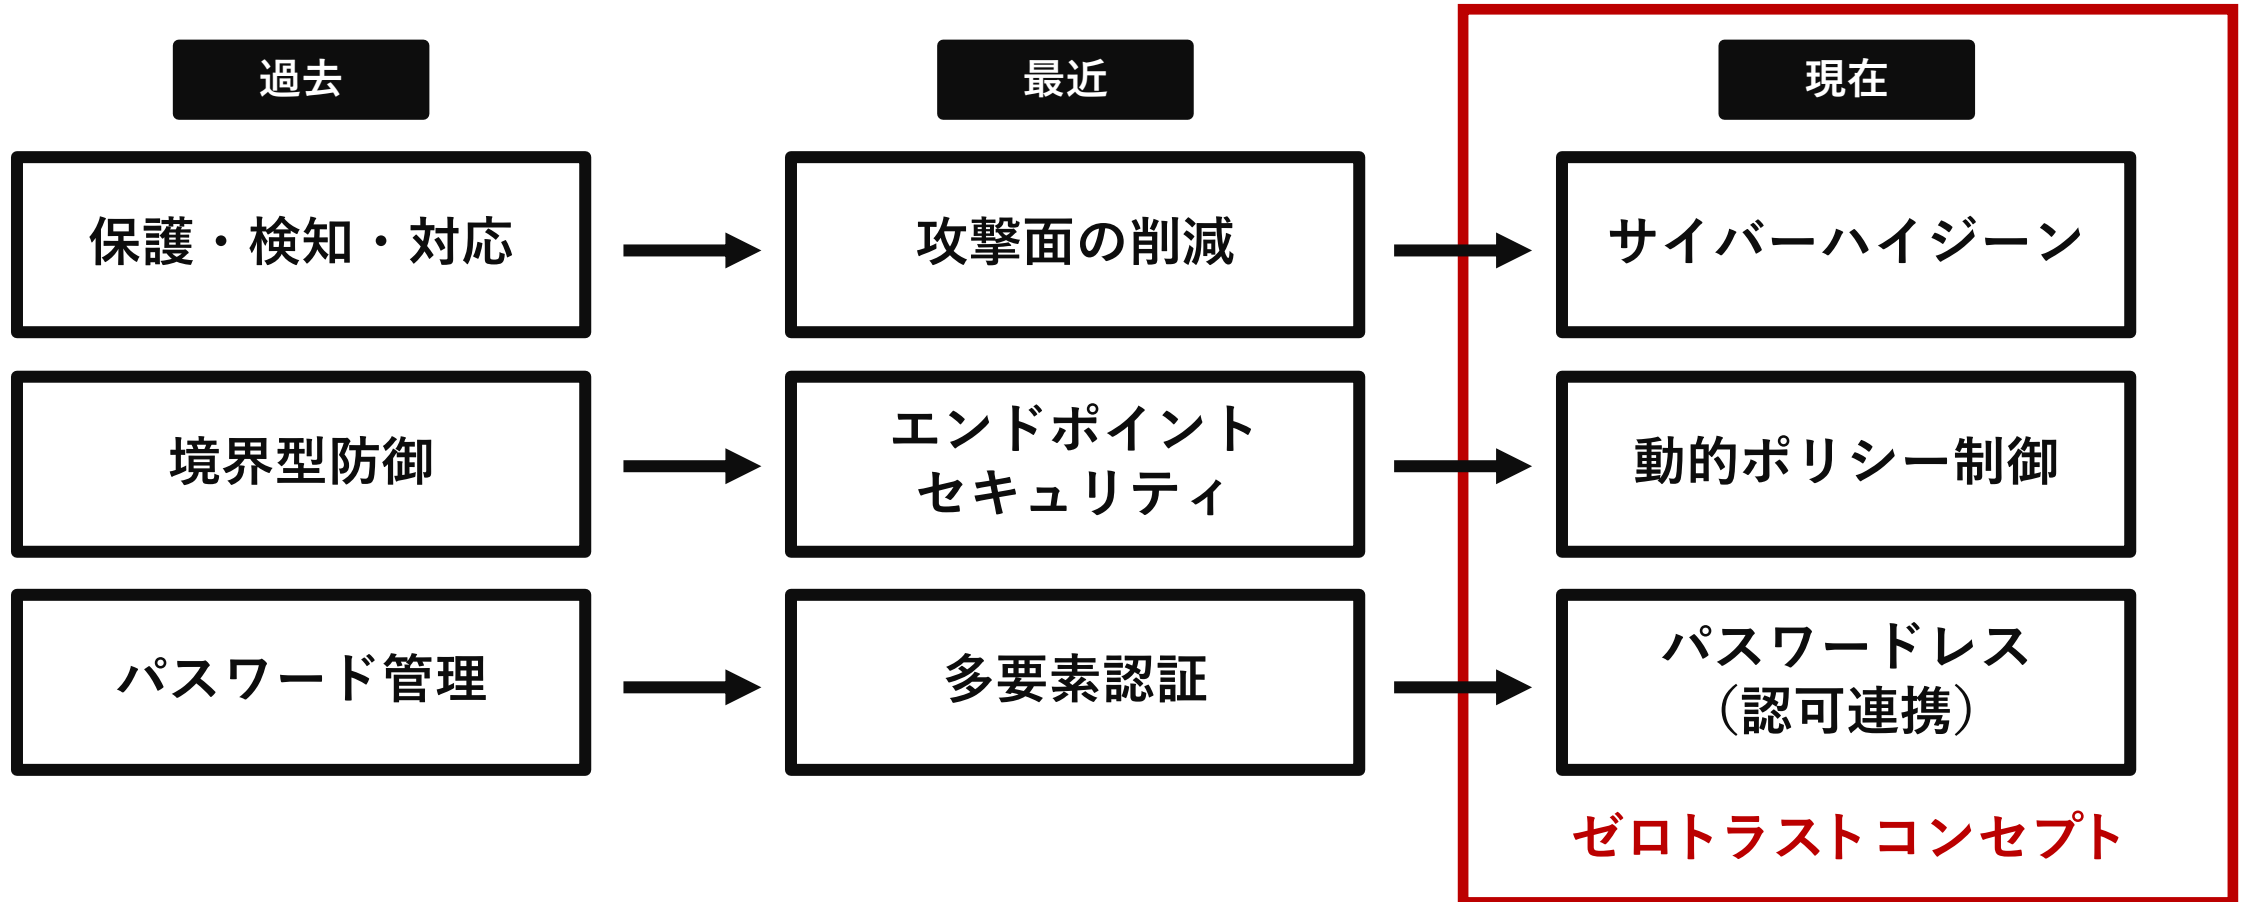 過去
最近
現在
保護・検知・対応
攻撃面の削減
サイバーハイジーン
境界型防御
エンドポイント
セキュリティ
動的ポリシー制御
パスワード管理
多要素認証
パスワードレス
（認可連携）
ゼロトラストコンセプト